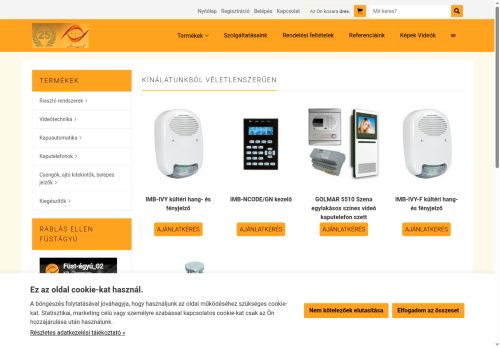 Nyitólap Regisztráció Belépés Kapcsolat Az Ön kosara üres. Mit keres?
25
Termékek Szolgáltatásaink Rendelési feltételek Referenciáink Képek Videók
TERMÉKEK
Riasztó rendszerek
Videótechnika
Kapuautomatika
Kaputelefonok
Csengők, ajtó kitekintők, belépés jelzők
Kiegészítők
RABLÁS ELLEN FÜSTÁGYÚ
Füst-ágyú_02
KÍNÁLATUNKBÓL VÉLETLENSZERŰEN
IMB-IVY kültéri hang- és fényjelző
IMB-NCODE/GN kezelő
GOLMAR 5510 Szena egylakásos színes videó kaputelefon szett
IMB-IVY-F kültéri hang- és fényjelző
AJÁNLATKÉRÉS AJÁNLATKÉRÉS AJÁNLATKÉRÉS AJÁNLATKÉRÉS
Ez az oldal cookie-kat használ.
A böngészés folytatásával jóváhagyja, hogy használjunk az oldal működéséhez szükséges cookie-kat. Statisztikai, marketing célú vagy személyre szabással kapcsolatos cookie-kat csak az Ön hozzájárulása után használunk.
Részletes adatkezelési tájékoztató »
Nem kötelezőek elutasítása
Elfogadom az összeset